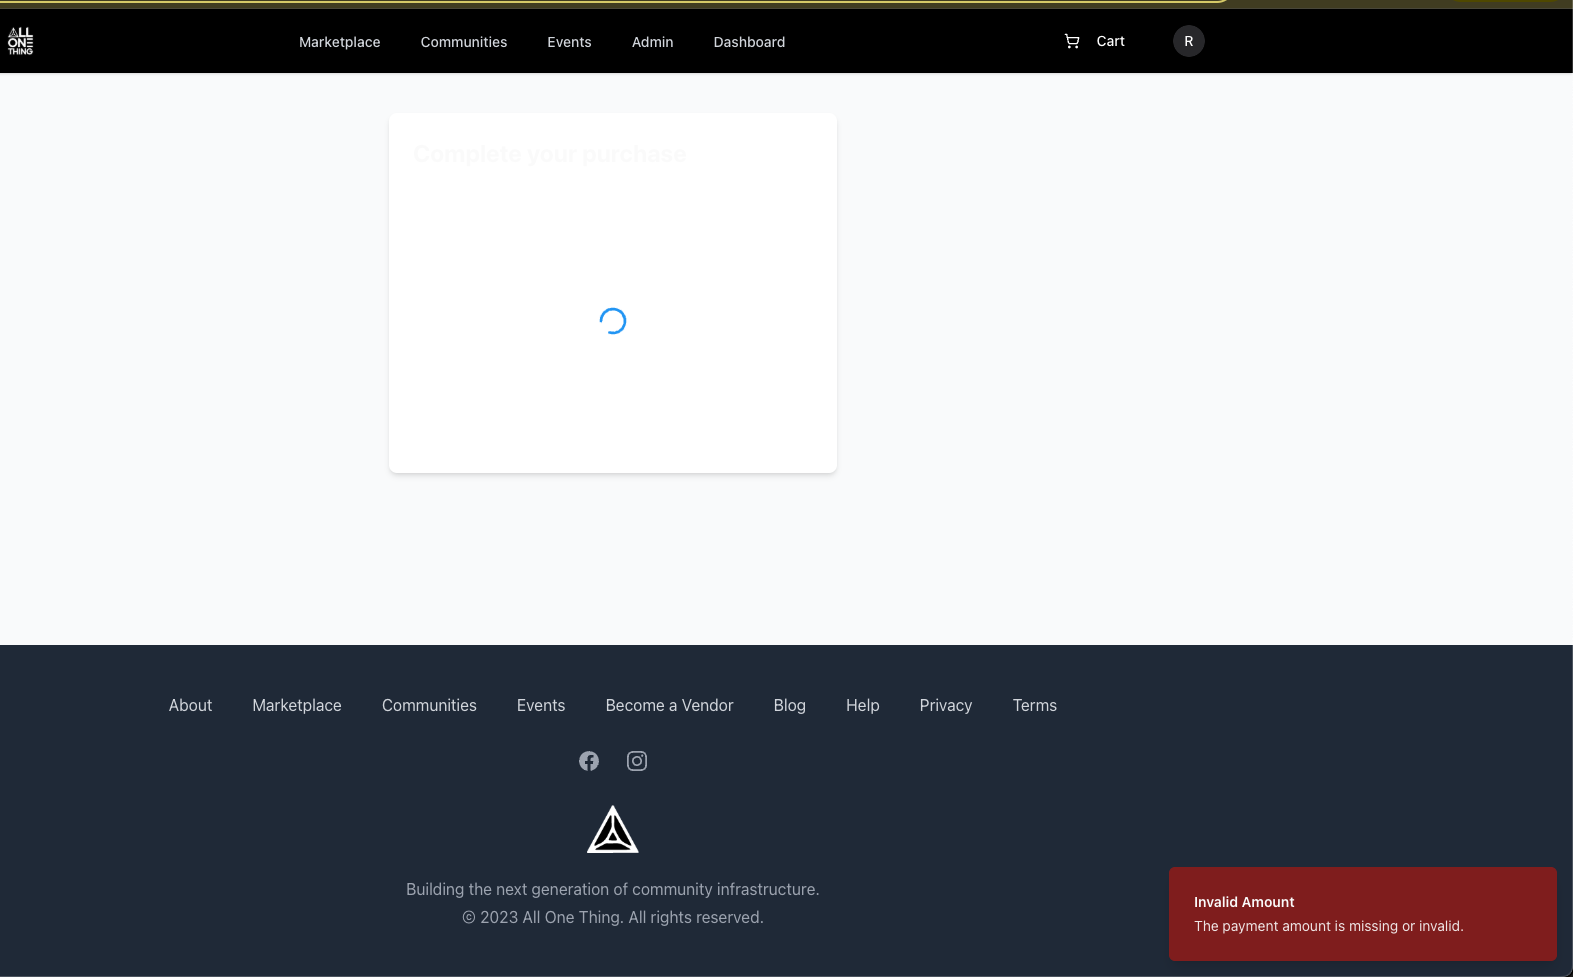 ALL
ONE
THING
Marketplace
Communities
Events
Admin
Dashboard
Cart
R
Complete your purchase
About
Marketplace
Communities
Events
Become a Vendor
Blog
Help
Privacy
Terms
Building the next generation of community infrastructure.
© 2023 All One Thing. All rights reserved.
Invalid Amount
The payment amount is missing or invalid.